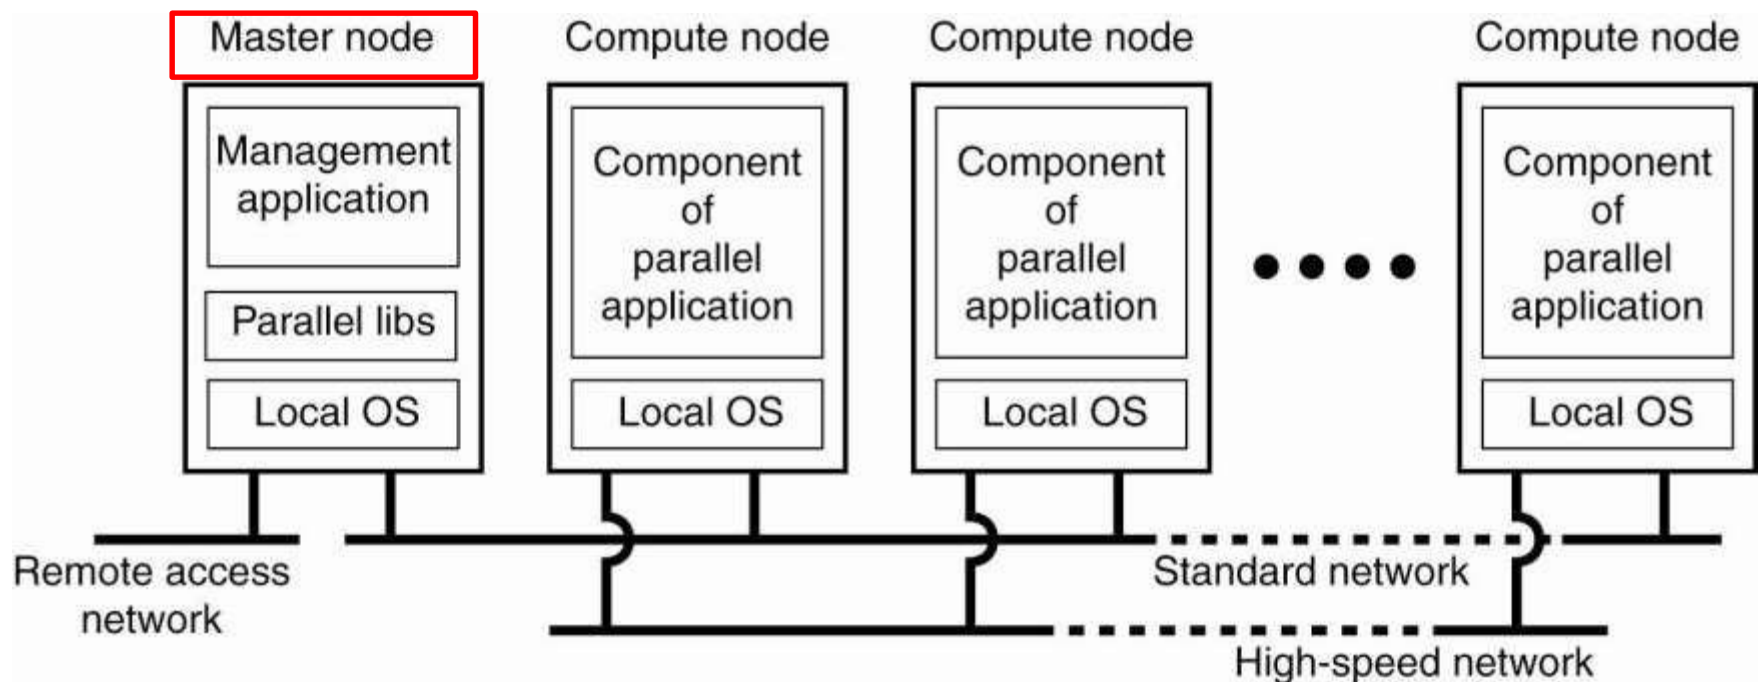 Master node
Management
application
Parallel libs
Local OS
Compute node
Component
of
parallel
application
Local OS
Compute node
Component
of
parallel
application
Local OS
Compute node
Component
of
parallel
application
Local OS
Remote access
network
Standard network
High-speed network